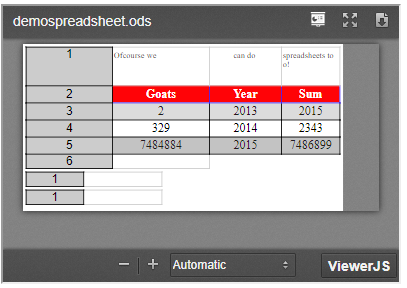 demospreadsheet.ods
1 Ofcourse we can do spreadsheets to
o!
2 Goats Year Sum
3 2 2013 2015
4 329 2014 2343
5 7484884 2015 7486899
6
1
1
− + Automatic ViewerJS